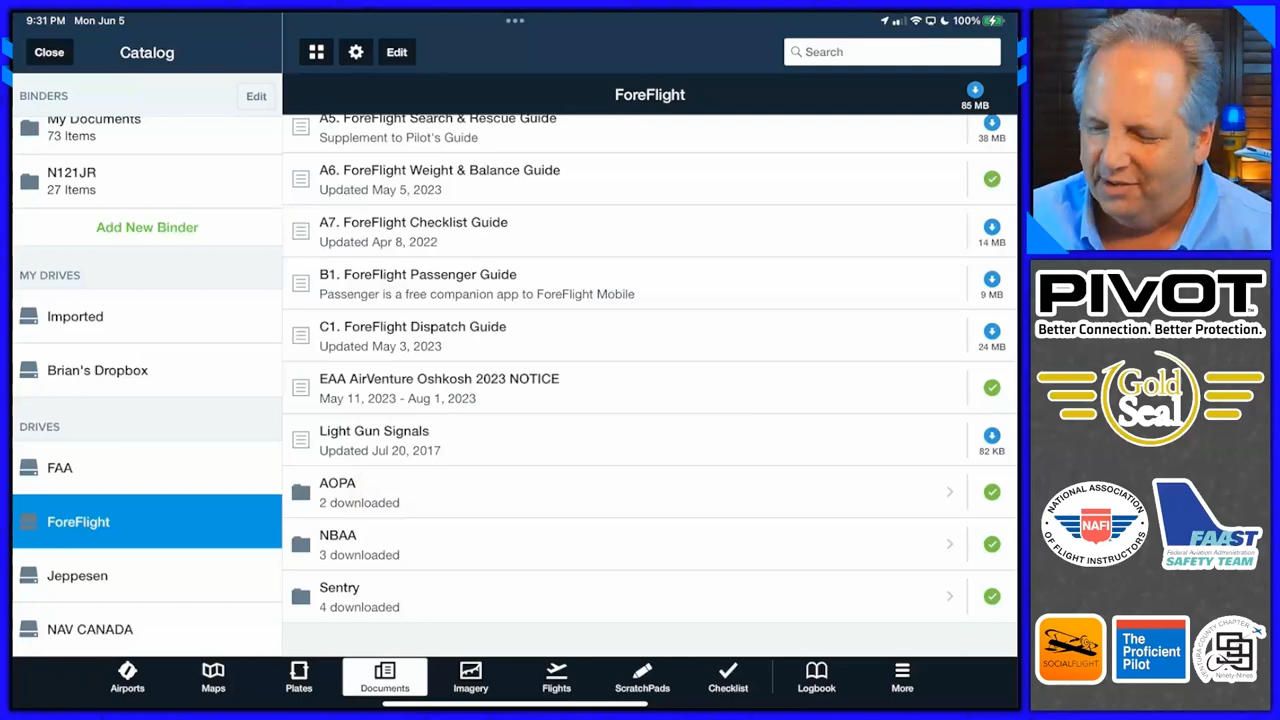 9:31 PM Mon Jun 5
100%
Close
Catalog
Edit
Search
BINDERS
Edit
ForeFlight
85 MB
My Documents
73 Items
N121JR
27 Items
Add New Binder
MY DRIVES
Imported
Brian's Dropbox
DRIVES
FAA
ForeFlight
Jeppesen
NAV CANADA
A5. ForeFlight Search & Rescue Guide
Supplement to Pilot's Guide
38 MB
A6. ForeFlight Weight & Balance Guide
Updated May 5, 2023
A7. ForeFlight Checklist Guide
Updated Apr 8, 2022
14 MB
B1. ForeFlight Passenger Guide
Passenger is a free companion app to ForeFlight Mobile
9 MB
C1. ForeFlight Dispatch Guide
Updated May 3, 2023
24 MB
EAA AirVenture Oshkosh 2023 NOTICE
May 11, 2023 - Aug 1, 2023
Light Gun Signals
Updated Jul 20, 2017
82 KB
AOPA
2 downloaded
NBAA
3 downloaded
Sentry
4 downloaded
Airports
Maps
Plates
Documents
Imagery
Flights
ScratchPads
Checklist
Logbook
More
PIVOT
Better Connection. Better Protection.
Gold
Seal
NATIONAL ASSOCIATION
NAFI
OF FLIGHT INSTRUCTORS
FAAST
Federal Aviation Administration
SAFETY TEAM
SOCIALFLIGHT
The
Proficient
Pilot
VENTURA COUNTY CHAPTER
99
Ninety-Nines